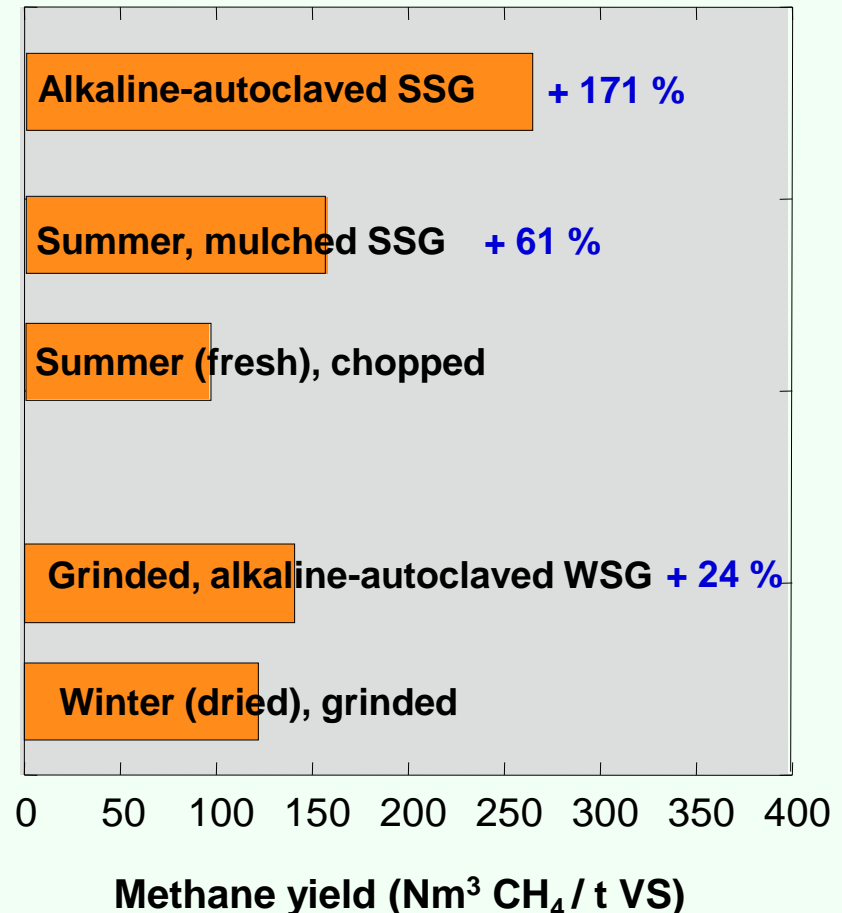 Alkaline-autoclaved SSG + 171 %
Summer, mulched SSG + 61 %
Summer (fresh), chopped
Grinded, alkaline-autoclaved WSG + 24 %
Winter (dried), grinded
0 50 100 150 200 250 300 350 400
Methane yield (Nm³ CH₄ / t VS)